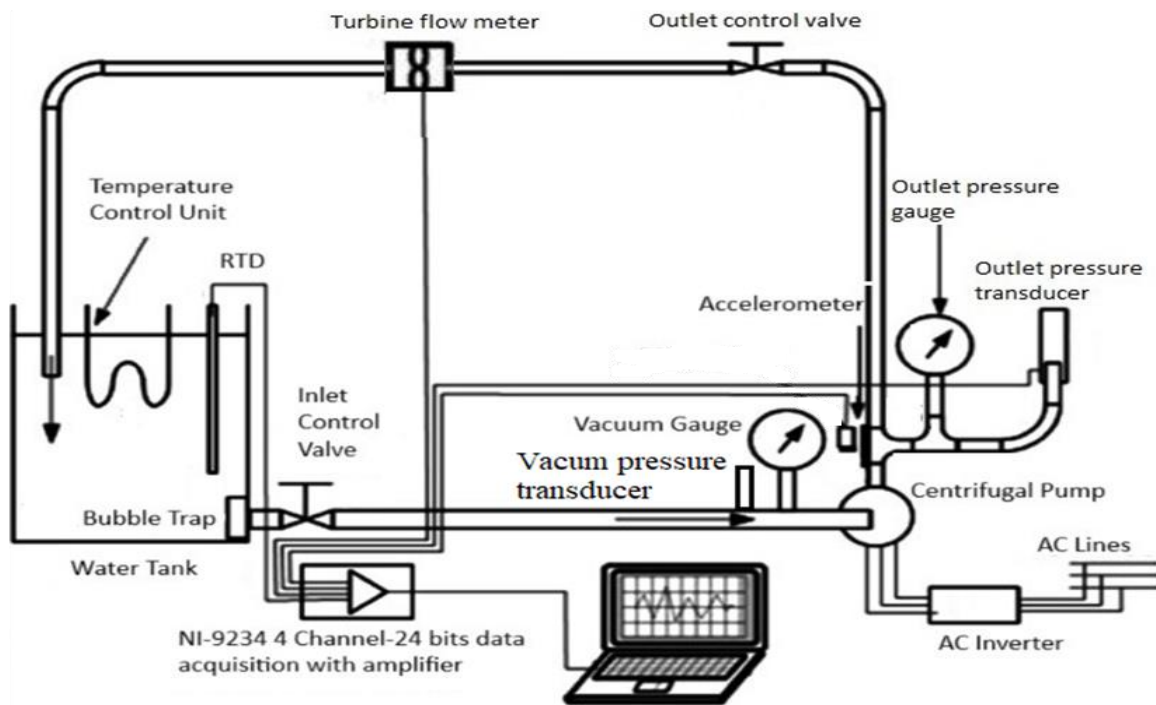 Turbine flow meter
Outlet control valve
Temperature
Control Unit
RTD
Outlet pressure
gauge
Outlet pressure
transducer
Accelerometer
Inlet
Control
Valve
Vacuum Gauge
Vacum pressure
transducer
Centrifugal Pump
Bubble Trap
Water Tank
AC Lines
NI-9234 4 Channel-24 bits data
acquisition with amplifier
AC Inverter